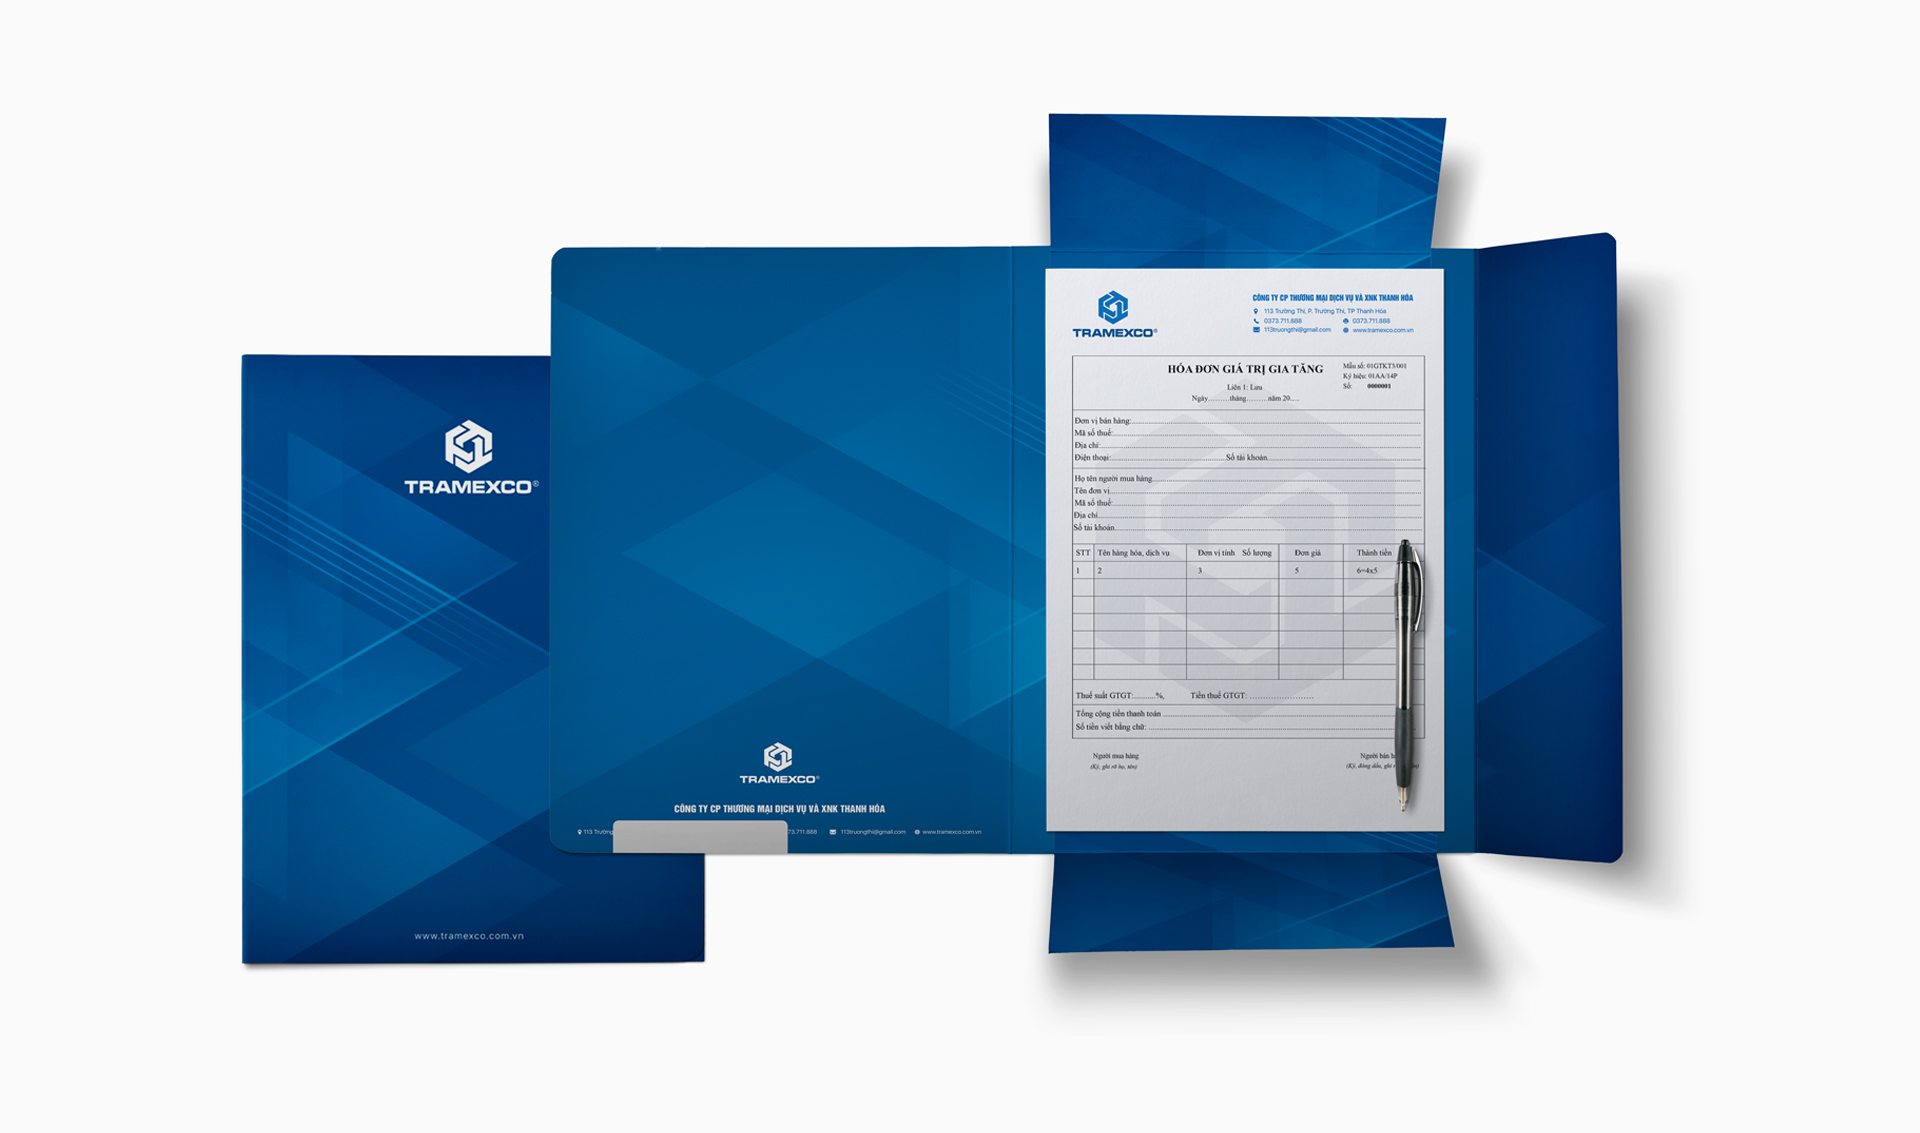 TRAMEXCO®
www.tramexco.com.vn
TRAMEXCO®
CÔNG TY CP THƯƠNG MẠI DỊCH VỤ VÀ XNK THANH HÓA
113 Trường
73.711.888 113truongthi@gmail.com www.tramexco.com.vn
TRAMEXCO®
CÔNG TY CP THƯƠNG MẠI DỊCH VỤ VÀ XNK THANH HÓA
113 Trường Thi, P. Trường Thi, TP Thanh Hóa
0373.711.888 0373.711.888
113truongthi@gmail.com www.tramexco.com.vn
HÓA ĐƠN GIÁ TRỊ GIA TĂNG
Liên 1: Lưu
Ngày.........tháng.........năm 20.....
Mẫu số: 01GTKT3/001
Ký hiệu: 01AA/14P
Số: 0000001
Đơn vị bán hàng:
Mã số thuế:
Địa chỉ:
Điện thoại: Số tài khoản
Họ tên người mua hàng
Tên đơn vị
Mã số thuế:
Địa chỉ
Số tài khoản
STT Tên hàng hóa, dịch vụ Đơn vị tính Số lượng Đơn giá Thành tiền
1 2 3 5 6=4x5
Thuế suất GTGT:..........%, Tiền thuế GTGT: ........................
Tổng cộng tiền thanh toán
Số tiền viết bằng chữ:
Người mua hàng
(Ký, ghi rõ họ, tên)
Người bán h
(Ký, đóng dấu, ghi